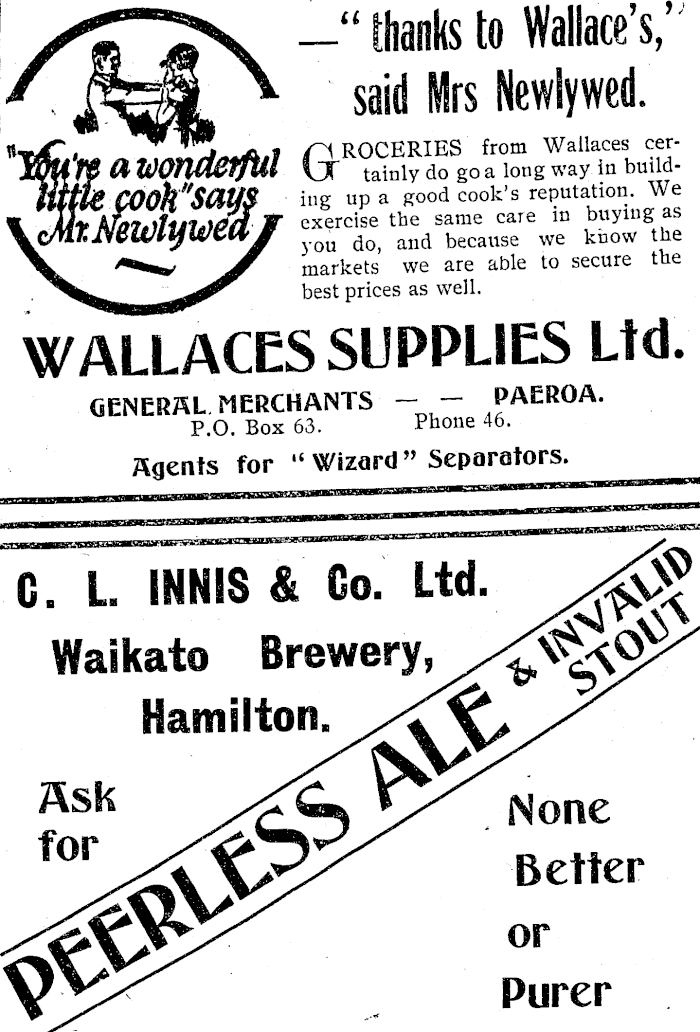 "You're a wonderful
little cook" says
Mr. Newlywed
—“ thanks to Wallace's,”
said Mrs Newlywed.
GROCERIES from Wallaces cer-
tainly do go a long way in build-
ing up a good cook's reputation. We
exercise the same care in buying as
you do, and because we know the
markets we are able to secure the
best prices as well.
WALLACES SUPPLIES Ltd.
GENERAL MERCHANTS — — PAEROA.
P.O. Box 63. Phone 46.
Agents for “ Wizard ” Separators.
C. L. INNIS & Co. Ltd.
Waikato Brewery,
Hamilton.
Ask
for
PEERLESS ALE & INVALID
STOUT
None
Better
or
Purer